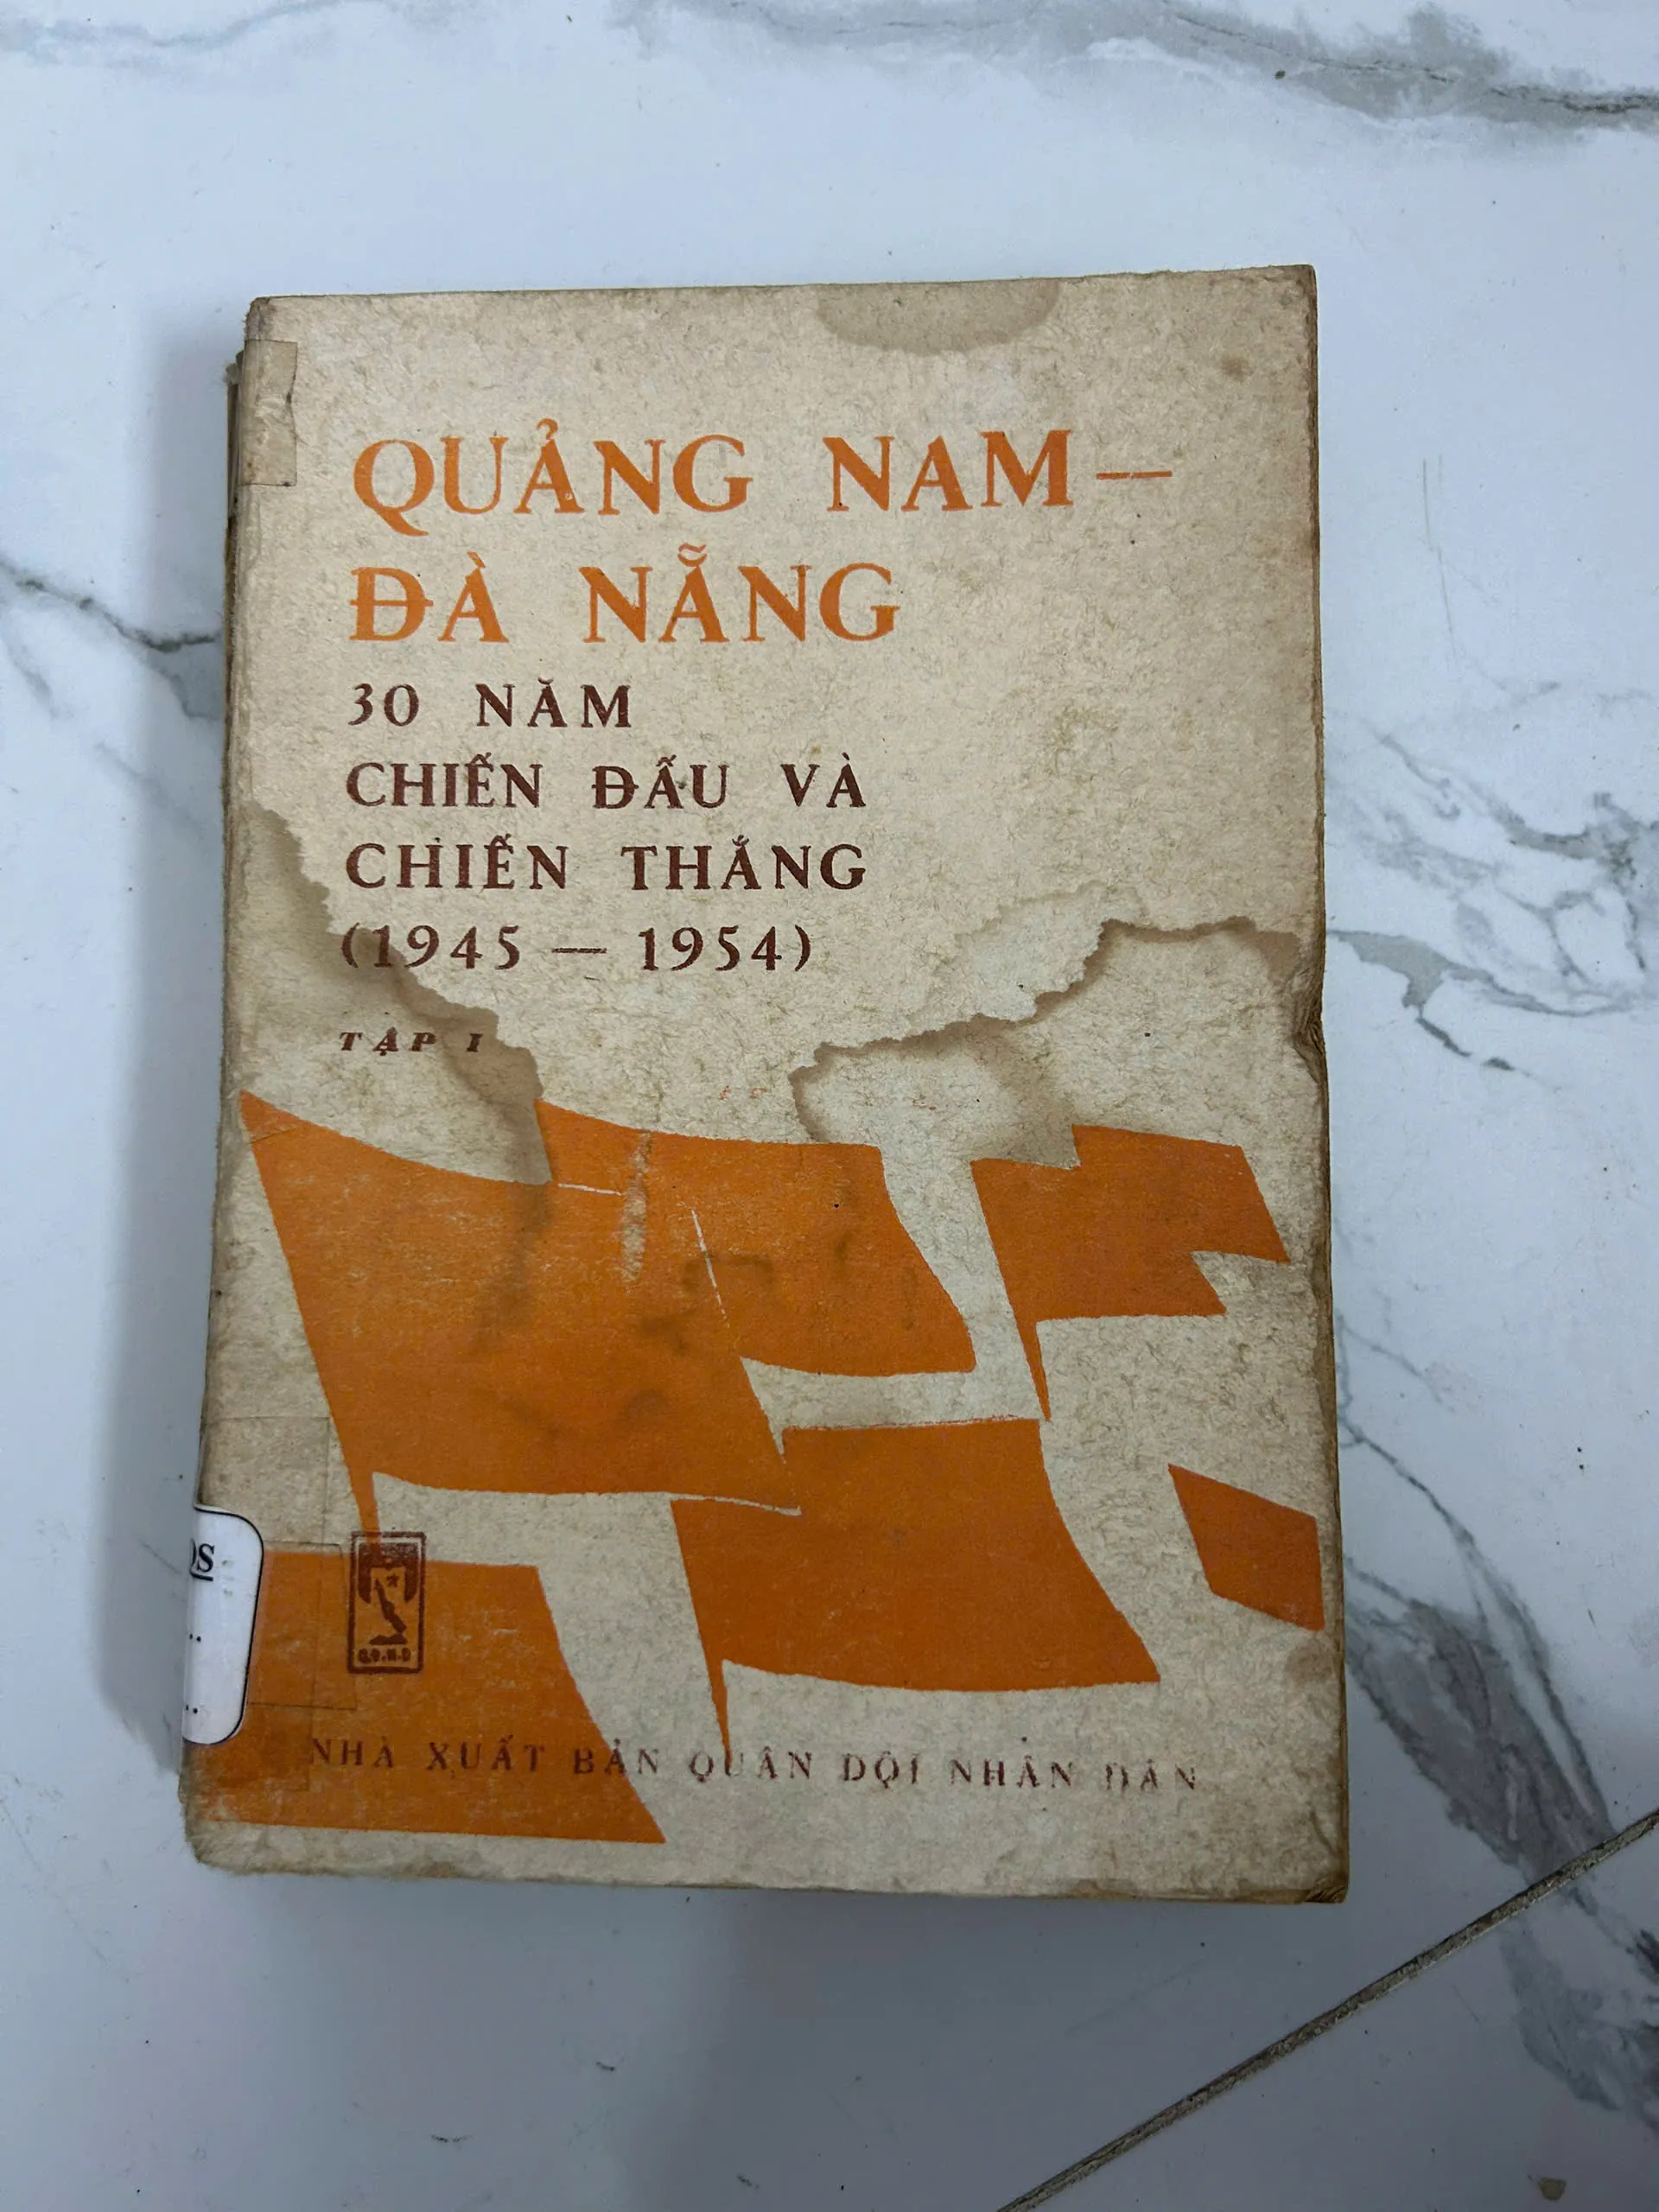 QUẢNG NAM —
ĐÀ NẴNG
30 NĂM
CHIẾN ĐẤU VÀ
CHIẾN THẮNG
(1945 — 1954)
TẬP I
Q.Đ.N.D
NHÀ XUẤT BẢN QUÂN ĐỘI NHÂN DÂN